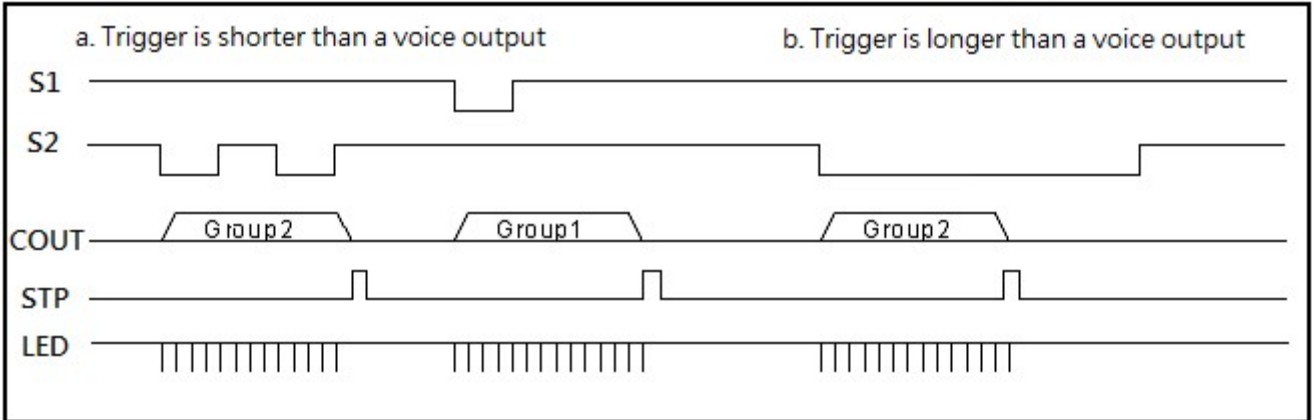 a. Trigger is shorter than a voice output
b. Trigger is longer than a voice output
S1
S2
COUT
Group2
Group1
Group2
STP
LED